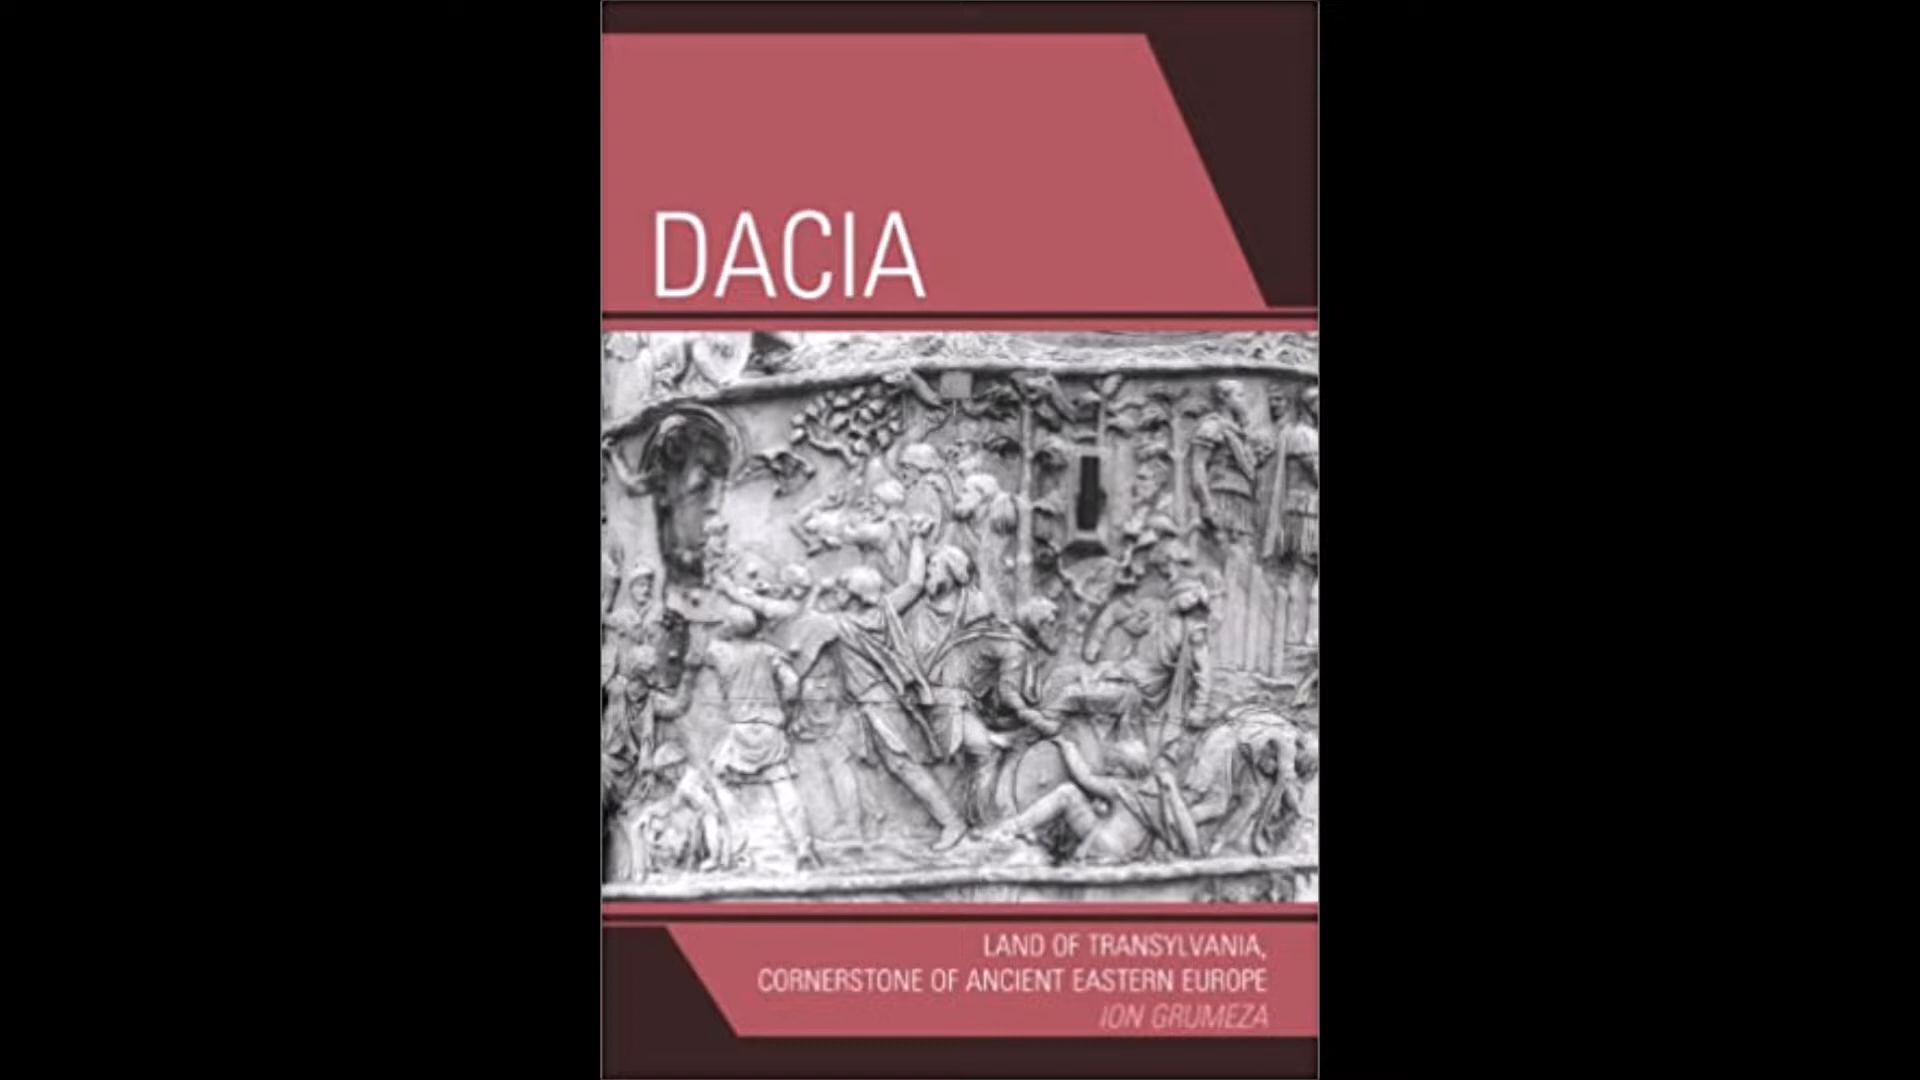 DACIA
LAND OF TRANSYLVANIA,
CORNERSTONE OF ANCIENT EASTERN EUROPE
ION GRUMEZA